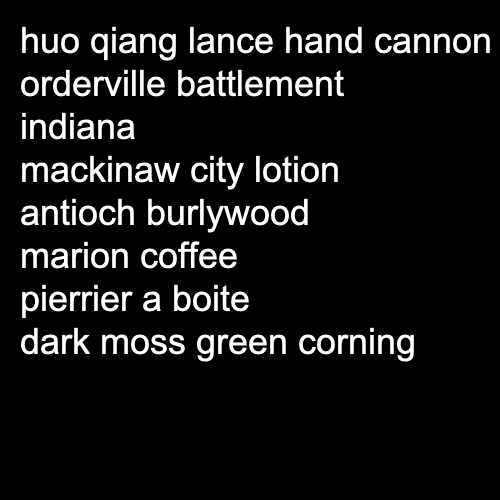 huo qiang lance hand cannon
orderville battlement
indiana
mackinaw city lotion
antioch burlywood
marion coffee
pierrier a boite
dark moss green corning